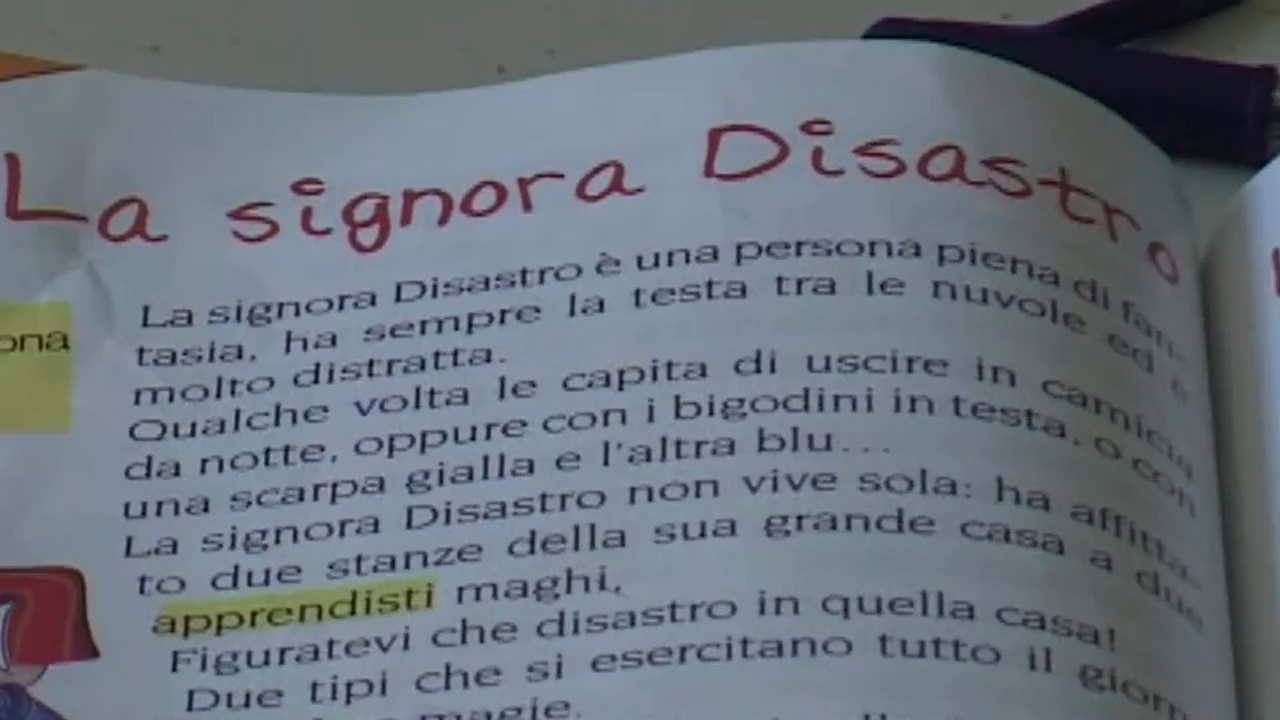 La signora Disastro
La signora Disastro è una persona piena di fan-
tasia, ha sempre la testa tra le nuvole ed è
molto distratta.
Qualche volta le capita di uscire in camicia
da notte, oppure con i bigodini in testa, o con
una scarpa gialla e l'altra blu...
La signora Disastro non vive sola: ha affitta-
to due stanze della sua grande casa a due
apprendisti maghi.
Figuratevi che disastro in quella casa!
Due tipi che si esercitano tutto il giorn
magie.
ona